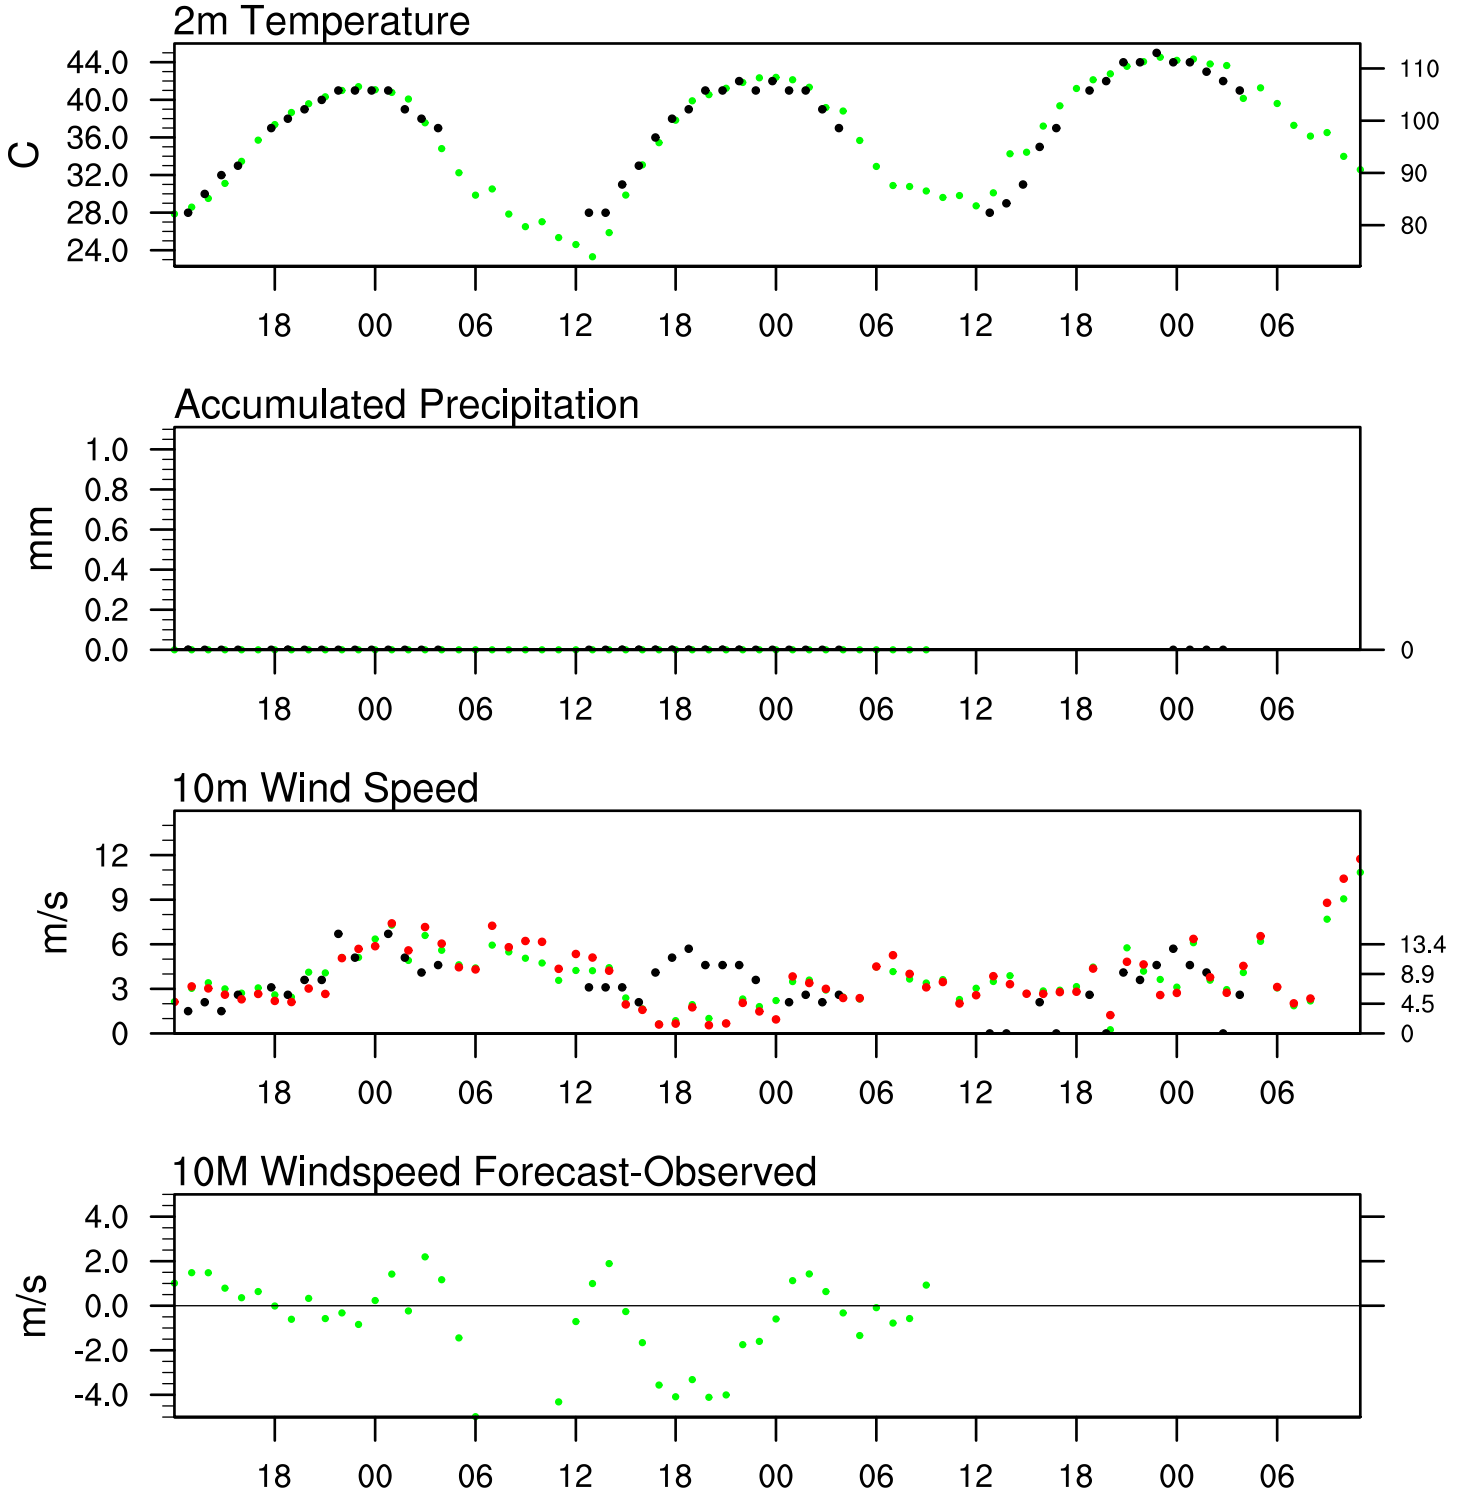 2m Temperature
44.0
40.0
36.0
32.0
28.0
24.0
C
110
100
90
80
18 00 06 12 18 00 06 12 18 00 06
Accumulated Precipitation
1.0
0.8
0.6
0.4
0.2
0.0
mm
0
18 00 06 12 18 00 06 12 18 00 06
10m Wind Speed
12
9
6
3
0
m/s
13.4
8.9
4.5
0
18 00 06 12 18 00 06 12 18 00 06
10M Windspeed Forecast-Observed
4.0
2.0
0.0
-2.0
-4.0
m/s
18 00 06 12 18 00 06 12 18 00 06